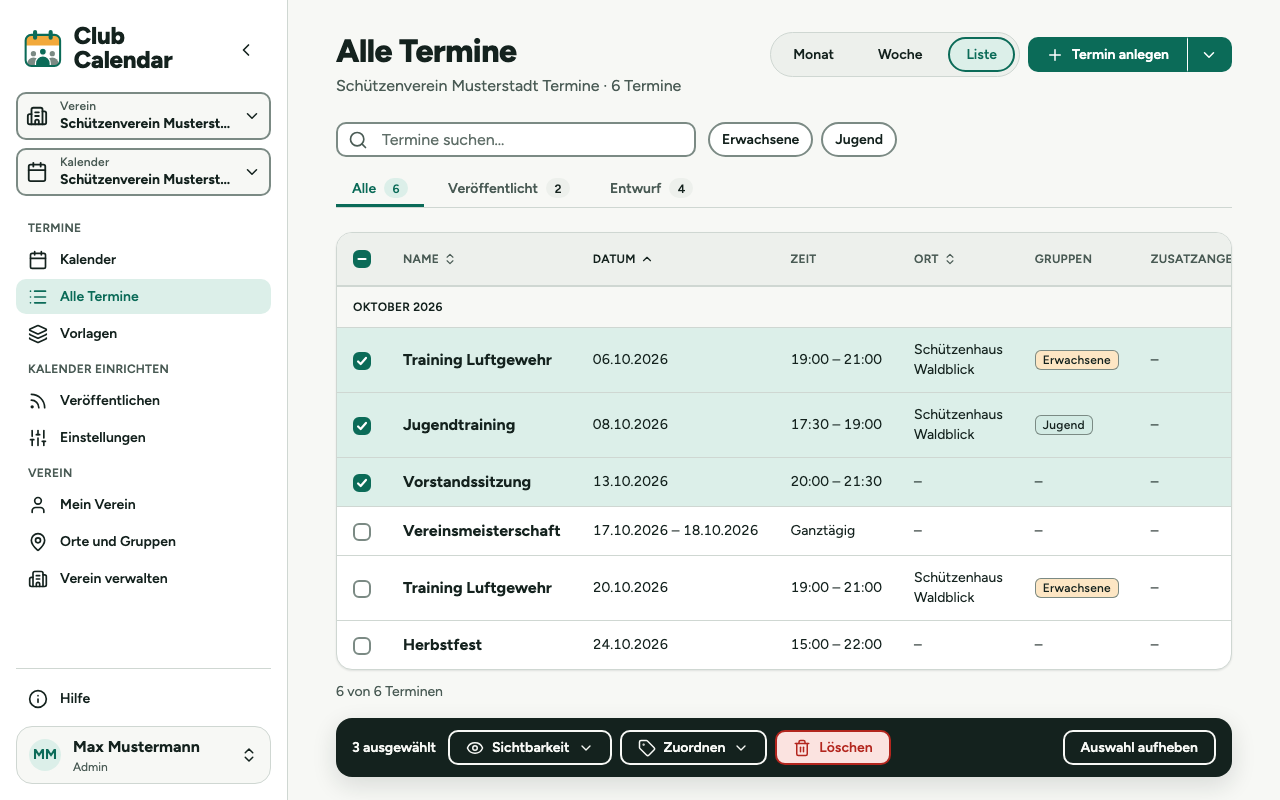 Club
Calendar
Verein
Schützenverein Musterst...
Kalender
Schützenverein Musterst...
TERMINE
Kalender
Alle Termine
Vorlagen
KALENDER EINRICHTEN
Veröffentlichen
Einstellungen
VEREIN
Mein Verein
Orte und Gruppen
Verein verwalten
Hilfe
MM
Max Mustermann
Admin
Alle Termine
Schützenverein Musterstadt Termine · 6 Termine
Monat Woche Liste
Termin anlegen
Termine suchen...
Erwachsene Jugend
Alle 6 Veröffentlicht 2 Entwurf 4
NAME DATUM ZEIT ORT GRUPPEN ZUSATZANGE
OKTOBER 2026
Training Luftgewehr 06.10.2026 19:00 – 21:00 Schützenhaus Waldblick Erwachsene –
Jugendtraining 08.10.2026 17:30 – 19:00 Schützenhaus Waldblick Jugend –
Vorstandssitzung 13.10.2026 20:00 – 21:30 – – –
Vereinsmeisterschaft 17.10.2026 – 18.10.2026 Ganztägig – – –
Training Luftgewehr 20.10.2026 19:00 – 21:00 Schützenhaus Waldblick Erwachsene –
Herbstfest 24.10.2026 15:00 – 22:00 – – –
6 von 6 Terminen
3 ausgewählt Sichtbarkeit Zuordnen Löschen Auswahl aufheben